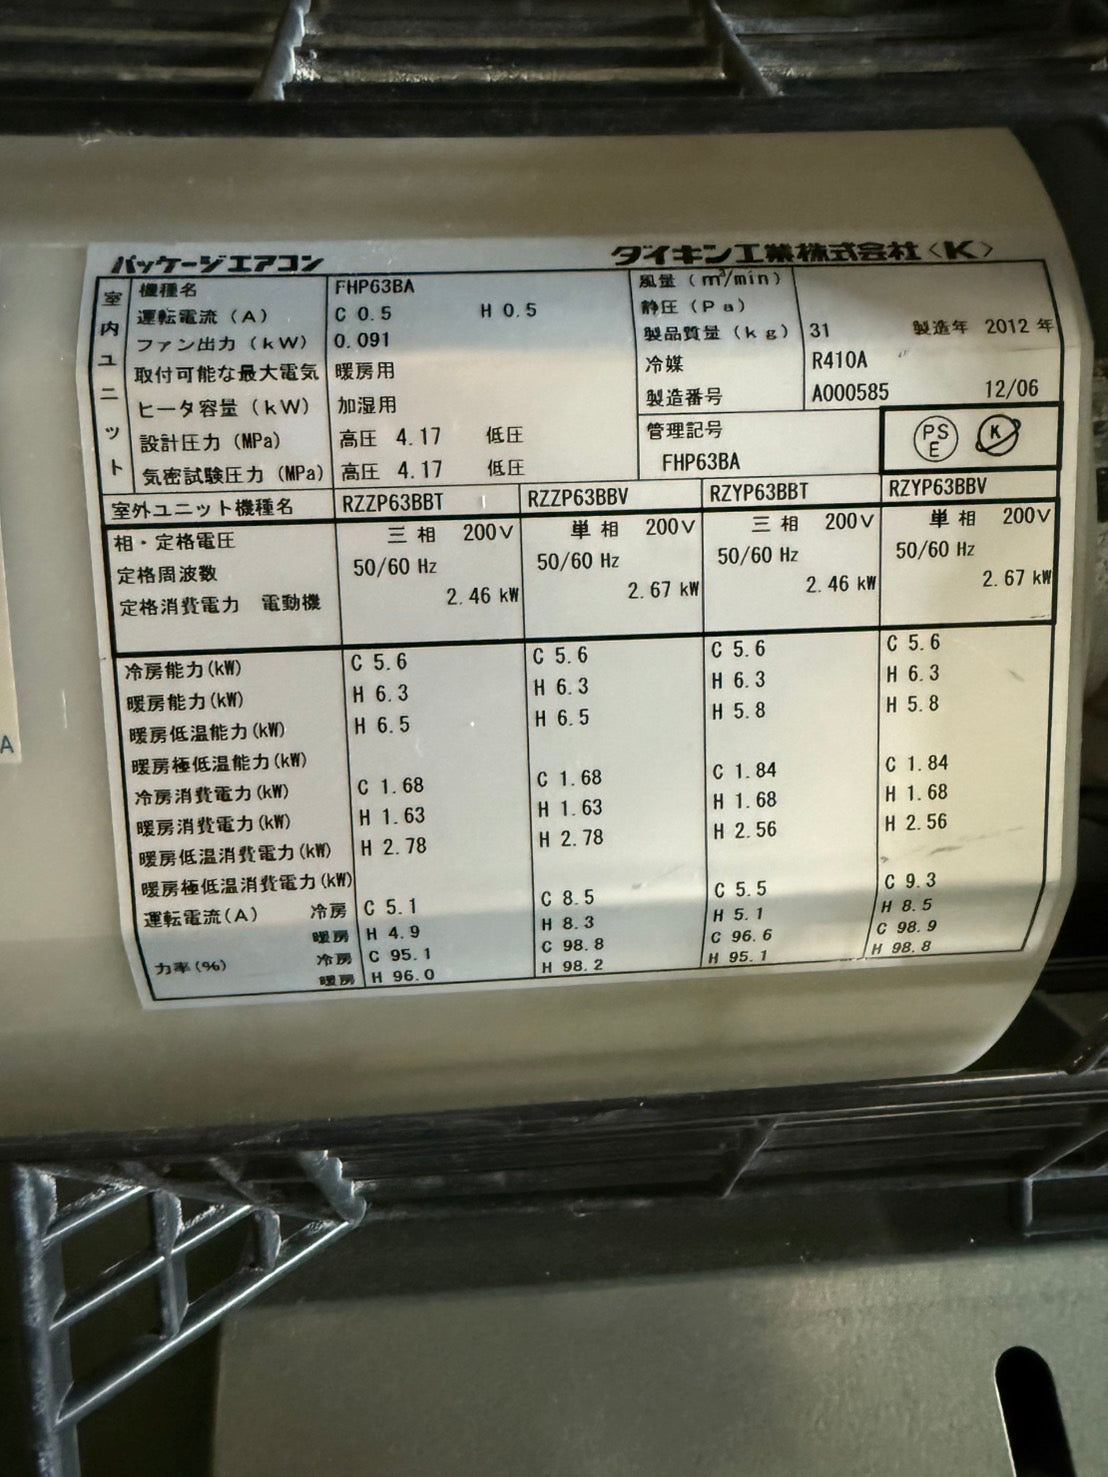 パッケージエアコン ダイキン工業株式会社〈K〉
室内ユニット
機種名 FHP63BA 風量(m³/min)
運転電流(A) C 0.5 H 0.5 静圧(Pa)
ファン出力(kW) 0.091 製品質量(kg) 31 製造年 2012 年
取付可能な最大電気 暖房用 冷媒 R410A
ヒータ容量(kW) 加湿用 製造番号 A000585 12/06
設計圧力(MPa) 高圧 4.17 低圧 管理記号
気密試験圧力(MPa) 高圧 4.17 低圧 FHP63BA
PS E K
室外ユニット機種名 RZZP63BBT RZZP63BBV RZYP63BBT RZYP63BBV
相・定格電圧 三相 200V 単相 200V 三相 200V 単相 200V
定格周波数 50/60 Hz 50/60 Hz 50/60 Hz 50/60 Hz
定格消費電力 電動機 2.46 kW 2.67 kW 2.46 kW 2.67 kW
冷房能力(kW) C 5.6 C 5.6 C 5.6 C 5.6
暖房能力(kW) H 6.3 H 6.3 H 6.3 H 6.3
暖房低温能力(kW) H 6.5 H 6.5 H 5.8 H 5.8
暖房極低温能力(kW)
冷房消費電力(kW) C 1.68 C 1.68 C 1.84 C 1.84
暖房消費電力(kW) H 1.63 H 1.63 H 1.68 H 1.68
暖房低温消費電力(kW) H 2.78 H 2.78 H 2.56 H 2.56
暖房極低温消費電力(kW)
運転電流(A) 冷房 C 5.1 C 8.5 C 5.5 C 9.3
暖房 H 4.9 H 8.3 H 5.1 H 8.5
力率(%) 冷房 C 95.1 C 98.8 C 96.6 C 98.9
暖房 H 96.0 H 98.2 H 95.1 H 98.8
A